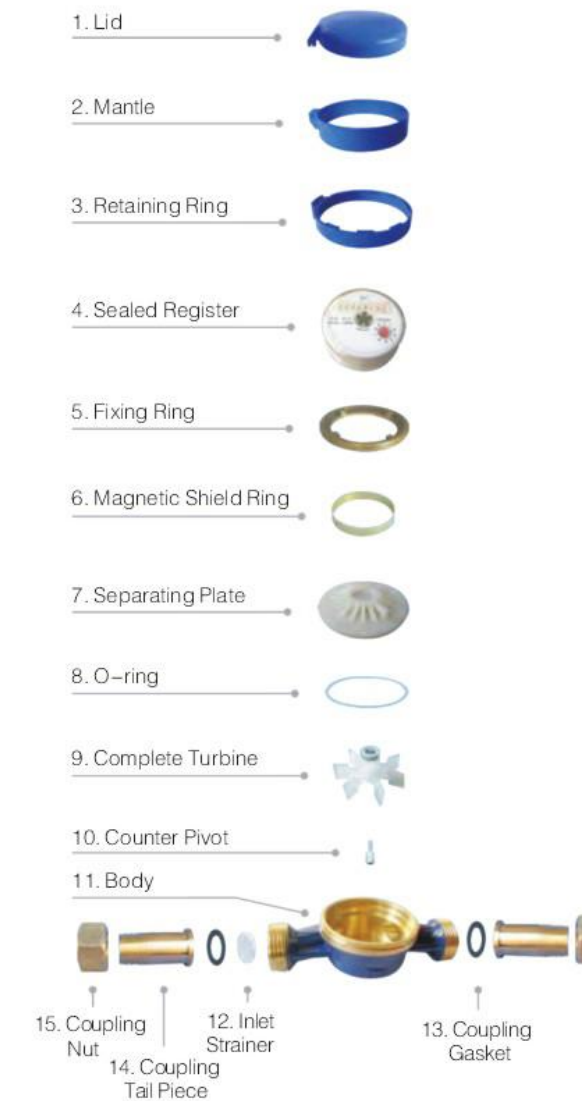 1. Lid
2. Mantle
3. Retaining Ring
4. Sealed Register
5. Fixing Ring
6. Magnetic Shield Ring
7. Separating Plate
8. O-ring
9. Complete Turbine
10. Counter Pivot
11. Body
15. Coupling
Nut
14. Coupling
Tail Piece
12. Inlet
Strainer
13. Coupling
Gasket